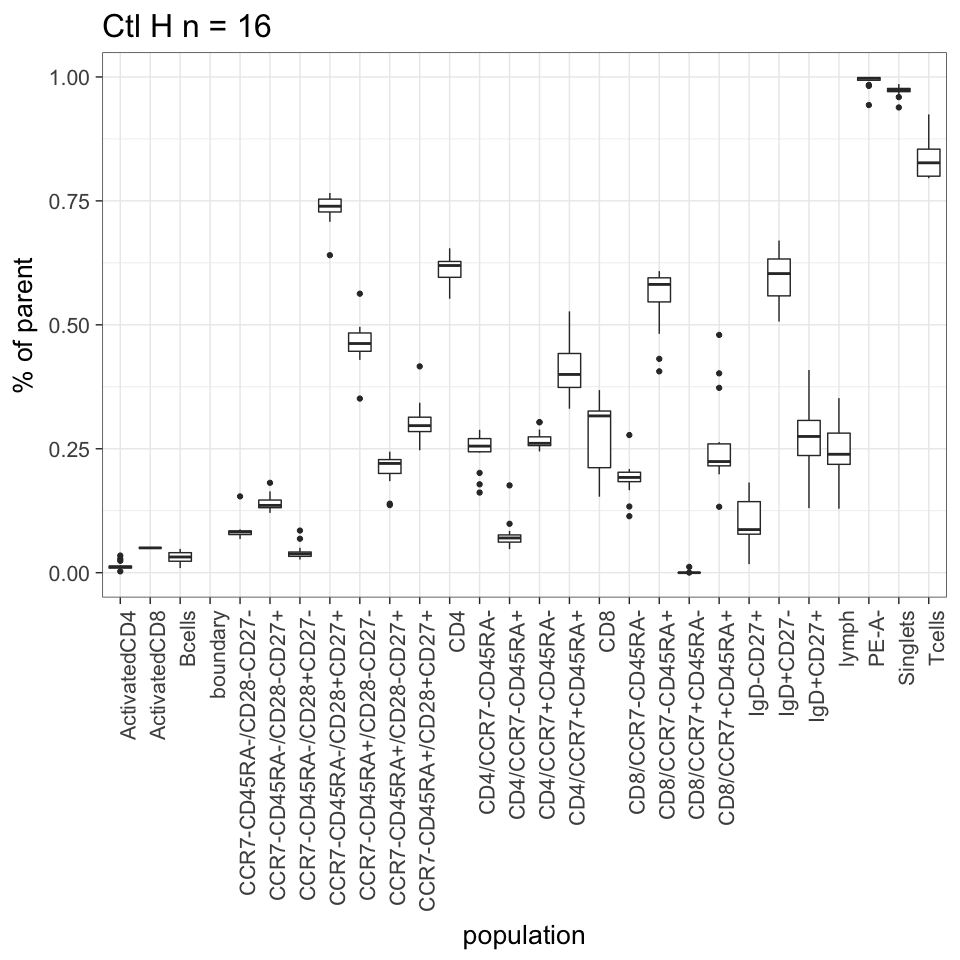 Ctl H n = 16
% of parent
1.00
0.75
0.50
0.25
0.00
ActivatedCD4
ActivatedCD8
Bcells
boundary
CCR7-CD45RA-/CD28-CD27-
CCR7-CD45RA-/CD28-CD27+
CCR7-CD45RA-/CD28+CD27-
CCR7-CD45RA-/CD28+CD27+
CCR7-CD45RA+/CD28-CD27-
CCR7-CD45RA+/CD28-CD27+
CCR7-CD45RA+/CD28+CD27+
CD4
CD4/CCR7-CD45RA-
CD4/CCR7-CD45RA+
CD4/CCR7+CD45RA-
CD4/CCR7+CD45RA+
CD8
CD8/CCR7-CD45RA-
CD8/CCR7-CD45RA+
CD8/CCR7+CD45RA-
CD8/CCR7+CD45RA+
IgD-CD27+
IgD+CD27-
IgD+CD27+
lymph
PE-A-
Singlets
Tcells
population